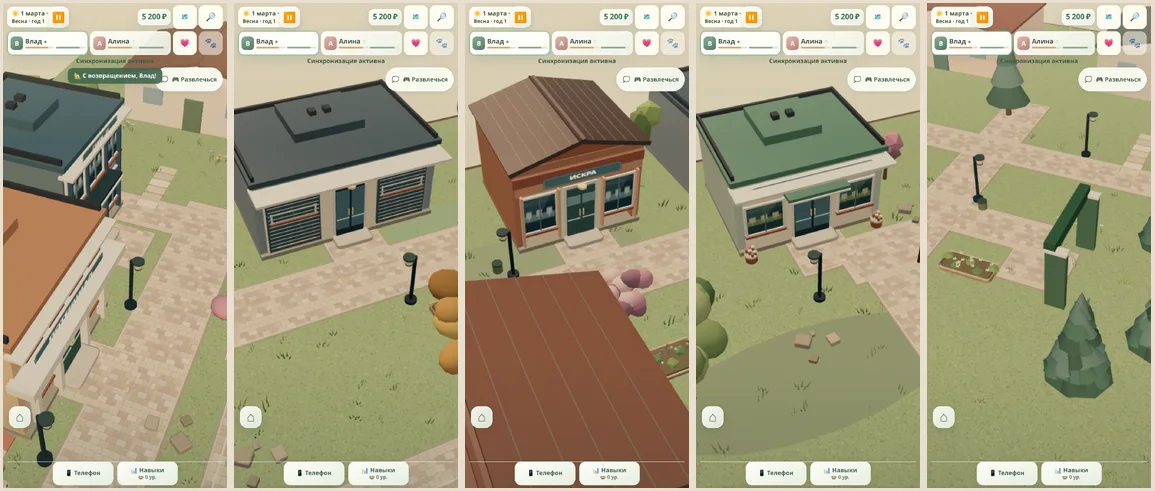 1 марта ·
Весна · год 1
5 200 ₽
В Влад
А Алина
Синхронизация активна
С возвращением, Влад!
Развлечься
Телефон
Навыки
0 ур.
1 марта ·
Весна · год 1
5 200 ₽
В Влад
А Алина
Синхронизация активна
Развлечься
Телефон
Навыки
0 ур.
1 марта ·
Весна · год 1
5 200 ₽
В Влад
А Алина
Синхронизация активна
Развлечься
ИСКРА
Телефон
Навыки
0 ур.
1 марта ·
Весна · год 1
5 200 ₽
В Влад
А Алина
Синхронизация активна
Развлечься
Телефон
Навыки
0 ур.
1 марта ·
Весна · год 1
5 200 ₽
В Влад
А Алина
Синхронизация активна
Развлечься
Телефон
Навыки
0 ур.